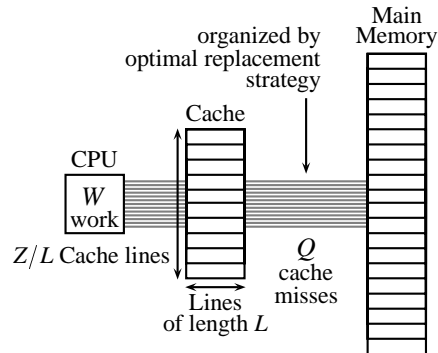 organized by
optimal replacement
strategy
Main
Memory
Cache
CPU
W
work
Z/L Cache lines
Q
cache
misses
Lines
of length L